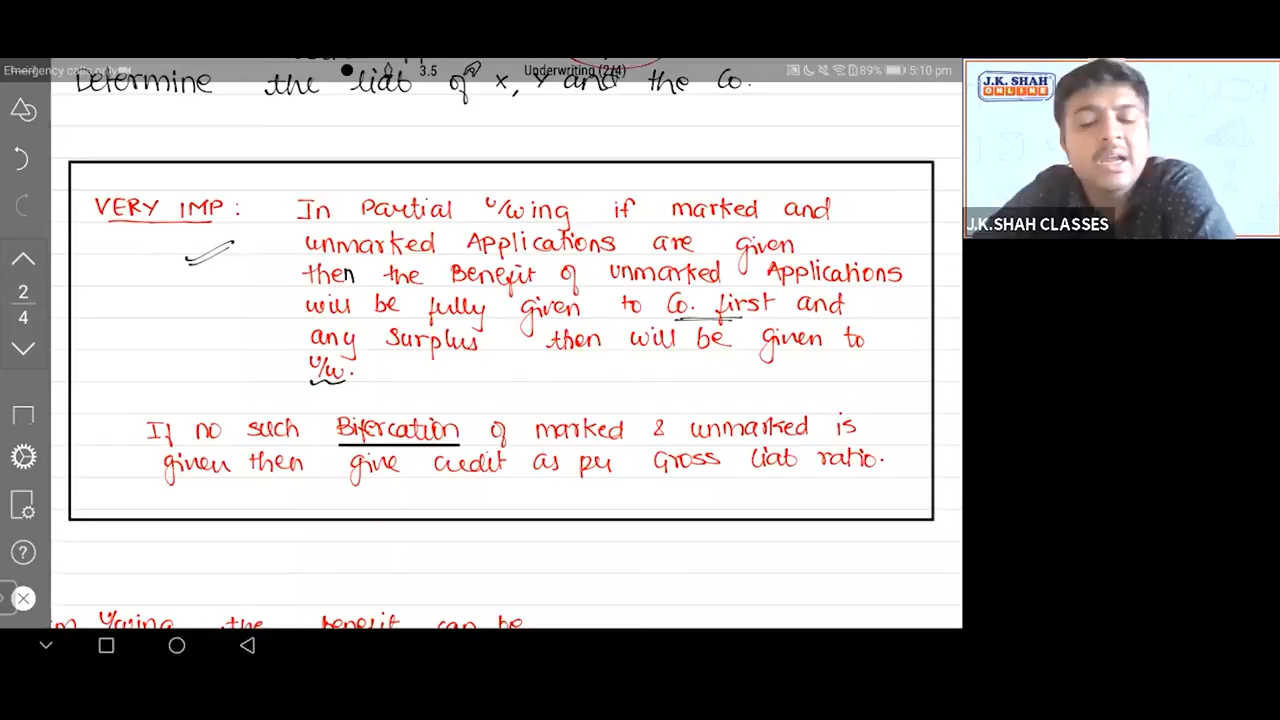 Emergency calls only
3.5
Underwriting (2/4)
89% 5:10 pm
Determine the liab of X, Y and the Co.
J.K. SHAH
ONLINE
J.K.SHAH CLASSES
VERY IMP : In Partial U/wing if marked and
unmarked Applications are given
then the Benefit of unmarked Applications
will be fully given to Co. first and
any surplus then will be given to
U/w.
If no such Bifercation of marked & unmarked is
given then give credit as per Gross liab ratio.
2
4
U/wing the benefit can be